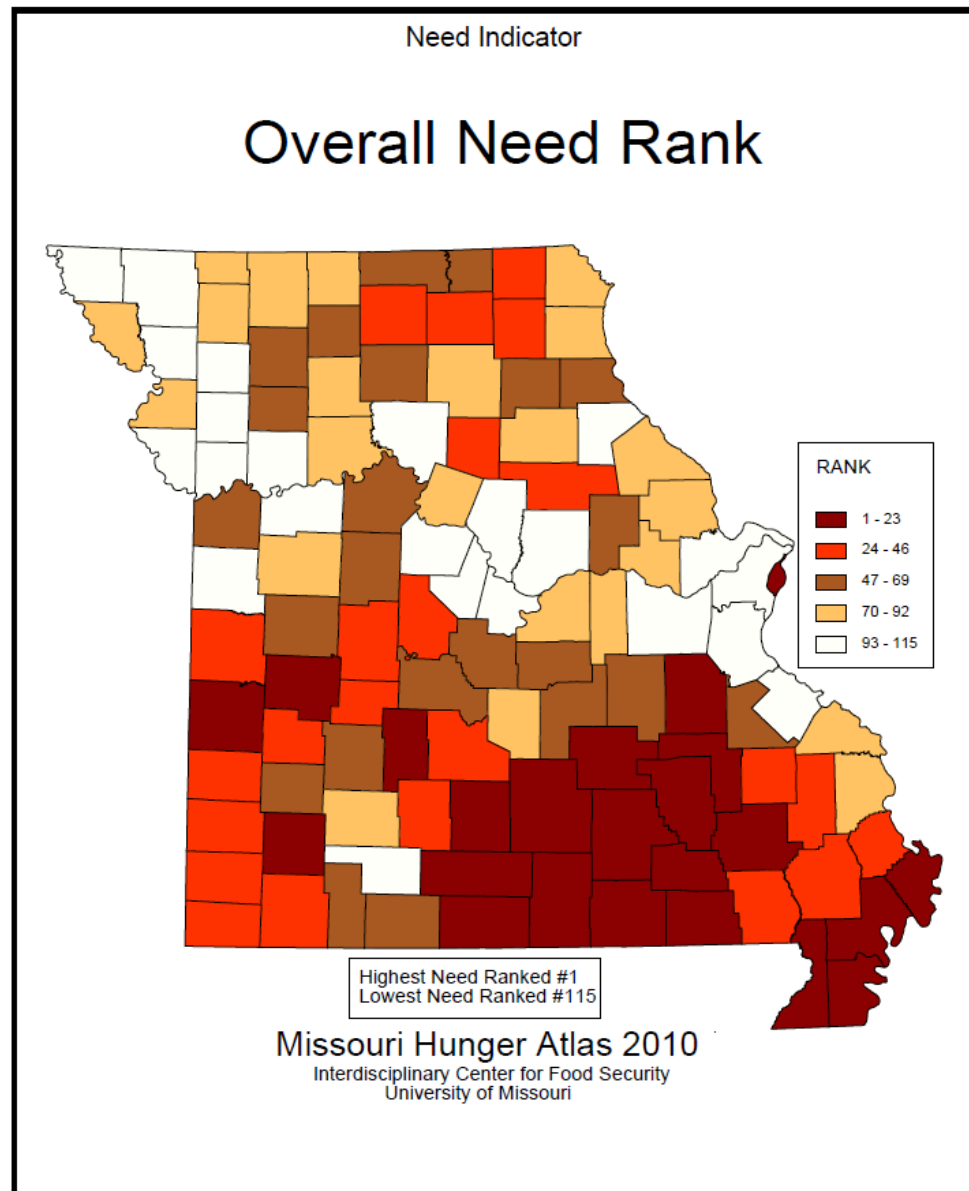 Need Indicator
Overall Need Rank
RANK
1 - 23
24 - 46
47 - 69
70 - 92
93 - 115
Highest Need Ranked #1
Lowest Need Ranked #115
Missouri Hunger Atlas 2010
Interdisciplinary Center for Food Security
University of Missouri